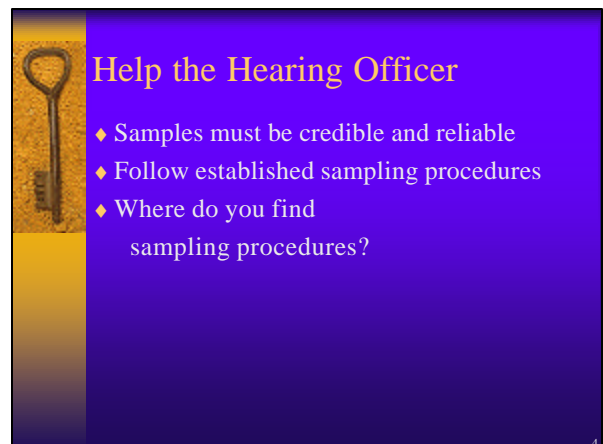 Help the Hearing Officer
♦ Samples must be credible and reliable
♦ Follow established sampling procedures
♦ Where do you find
sampling procedures?
4